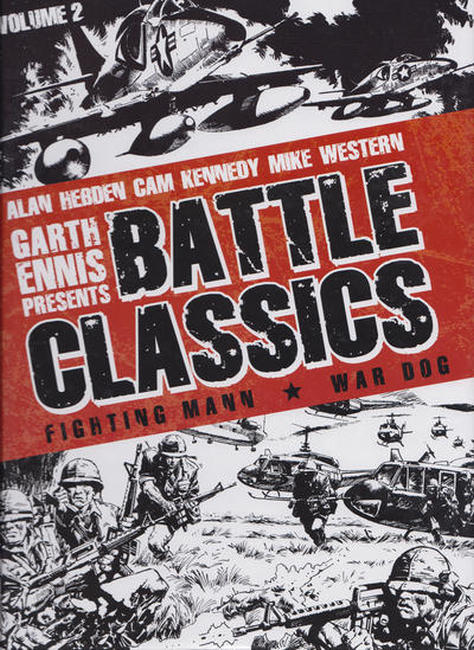 VOLUME 2
ALAN HEBDEN CAM KENNEDY MIKE WESTERN
GARTH
ENNIS
PRESENTS
BATTLE
CLASSICS
FIGHTING MANN ★ WAR DOG